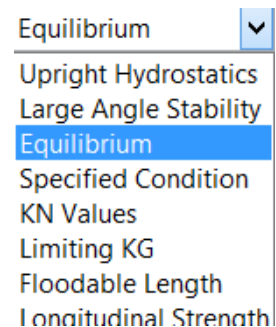 Equilibrium
Upright Hydrostatics
Large Angle Stability
Equilibrium
Specified Condition
KN Values
Limiting KG
Floodable Length
Longitudinal Strength